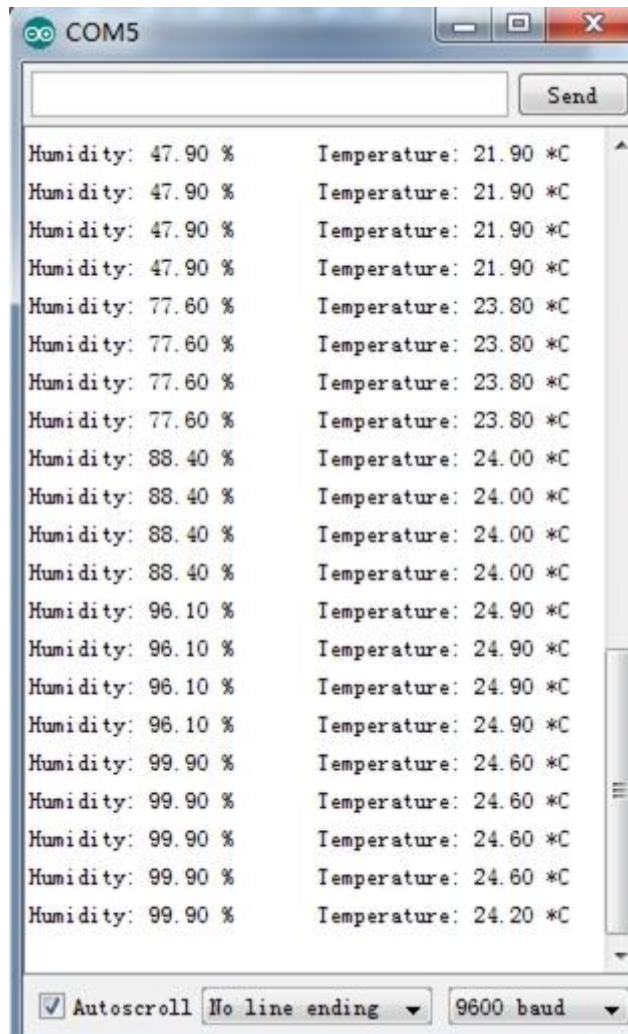 COM5
Send
Humidity: 47.90 % Temperature: 21.90 *C
Humidity: 47.90 % Temperature: 21.90 *C
Humidity: 47.90 % Temperature: 21.90 *C
Humidity: 47.90 % Temperature: 21.90 *C
Humidity: 77.60 % Temperature: 23.80 *C
Humidity: 77.60 % Temperature: 23.80 *C
Humidity: 77.60 % Temperature: 23.80 *C
Humidity: 77.60 % Temperature: 23.80 *C
Humidity: 88.40 % Temperature: 24.00 *C
Humidity: 88.40 % Temperature: 24.00 *C
Humidity: 88.40 % Temperature: 24.00 *C
Humidity: 88.40 % Temperature: 24.00 *C
Humidity: 96.10 % Temperature: 24.90 *C
Humidity: 96.10 % Temperature: 24.90 *C
Humidity: 96.10 % Temperature: 24.90 *C
Humidity: 96.10 % Temperature: 24.90 *C
Humidity: 99.90 % Temperature: 24.60 *C
Humidity: 99.90 % Temperature: 24.60 *C
Humidity: 99.90 % Temperature: 24.60 *C
Humidity: 99.90 % Temperature: 24.60 *C
Humidity: 99.90 % Temperature: 24.20 *C
Autoscroll No line ending 9600 baud